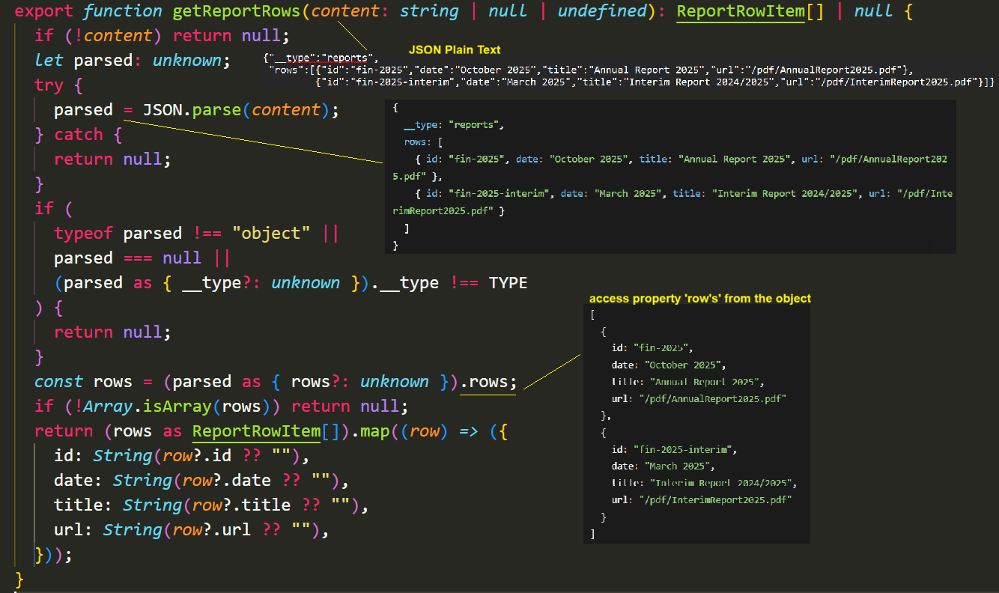 export function getReportRows(content: string | null | undefined): ReportRowItem[] | null {
if (!content) return null;
let parsed: unknown;
try {
parsed = JSON.parse(content);
} catch {
return null;
}
if (
typeof parsed !== "object" ||
parsed === null ||
(parsed as { __type?: unknown }).__type !== TYPE
) {
return null;
}
const rows = (parsed as { rows?: unknown }).rows;
if (!Array.isArray(rows)) return null;
return (rows as ReportRowItem[]).map((row) => ({
id: String(row?.id ?? ""),
date: String(row?.date ?? ""),
title: String(row?.title ?? ""),
url: String(row?.url ?? ""),
}));
}
JSON Plain Text
{"__type":"reports",
"rows":[{"id":"fin-2025","date":"October 2025","title":"Annual Report 2025","url":"/pdf/AnnualReport2025.pdf"},
{"id":"fin-2025-interim","date":"March 2025","title":"Interim Report 2024/2025","url":"/pdf/InterimReport2025.pdf"}]}
{
__type: "reports",
rows: [
{ id: "fin-2025", date: "October 2025", title: "Annual Report 2025", url: "/pdf/AnnualReport202
5.pdf" },
{ id: "fin-2025-interim", date: "March 2025", title: "Interim Report 2024/2025", url: "/pdf/Inte
rimReport2025.pdf" }
]
}
access property 'row's' from the object
[
{
id: "fin-2025",
date: "October 2025",
title: "Annual Report 2025",
url: "/pdf/AnnualReport2025.pdf"
},
{
id: "fin-2025-interim",
date: "March 2025",
title: "Interim Report 2024/2025",
url: "/pdf/InterimReport2025.pdf"
}
]